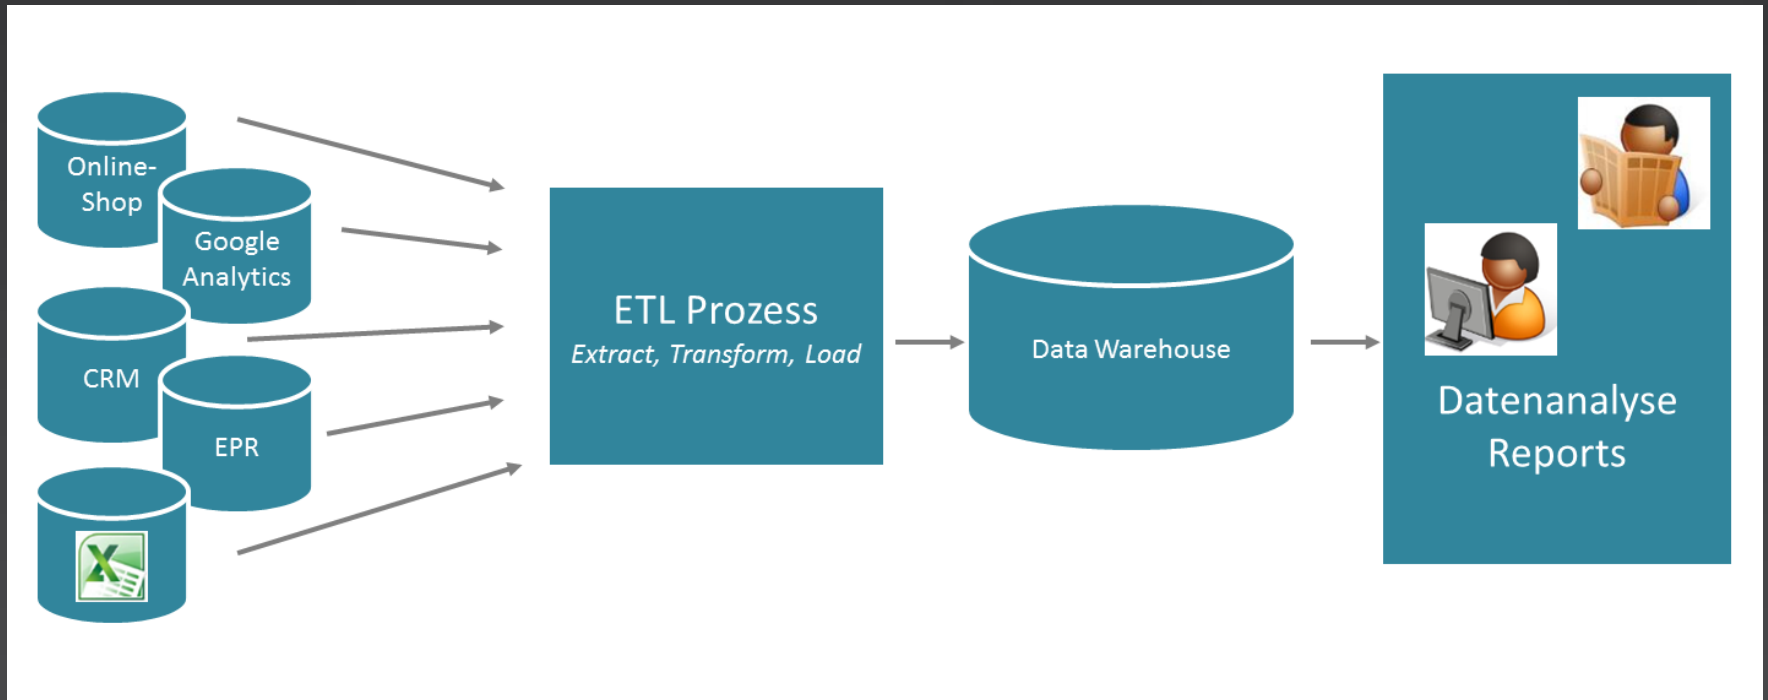 Online-
Shop
Google
Analytics
CRM
EPR
X
ETL Prozess
Extract, Transform, Load
Data Warehouse
Datenanalyse
Reports